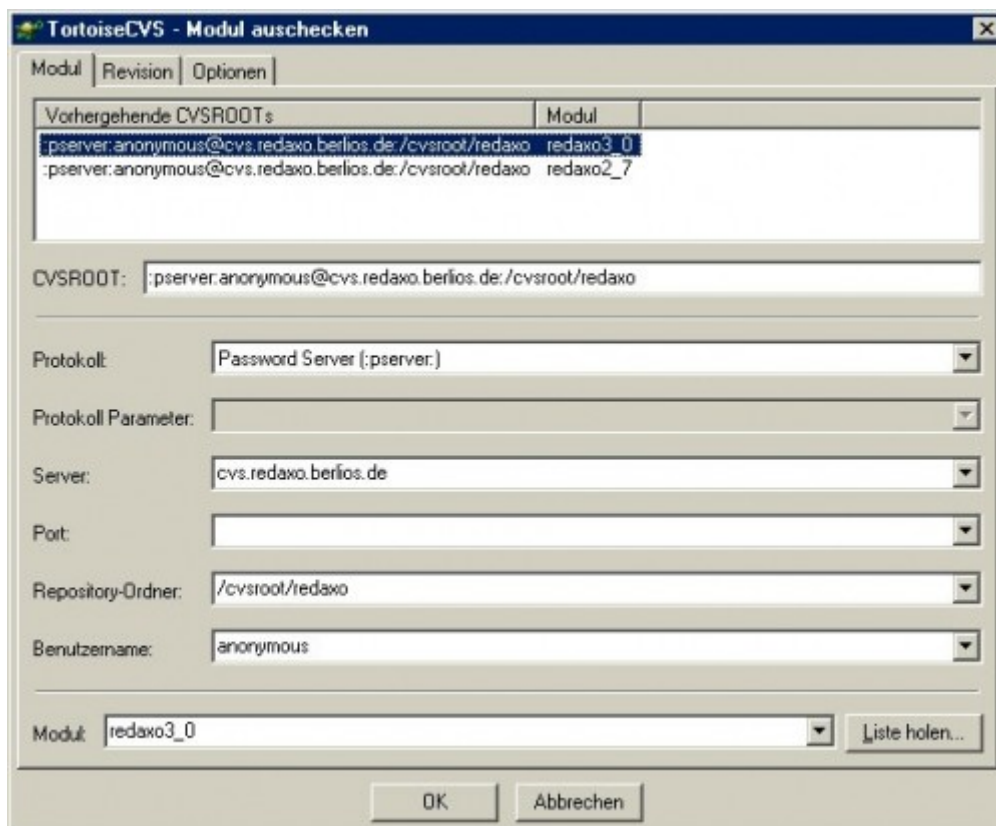 TortoiseCVS - Modul auschecken
Modul Revision Optionen
Vorhergehende CVSROOTs Modul
:pserver:anonymous@cvs.redaxo.berlios.de:/cvsroot/redaxo redaxo3_0
:pserver:anonymous@cvs.redaxo.berlios.de:/cvsroot/redaxo redaxo2_7
CVSROOT: :pserver:anonymous@cvs.redaxo.berlios.de:/cvsroot/redaxo
Protokoll: Password Server (:pserver:)
Protokoll Parameter:
Server: cvs.redaxo.berlios.de
Port:
Repository-Ordner: /cvsroot/redaxo
Benutzername: anonymous
Modul: redaxo3_0 Liste holen...
OK Abbrechen